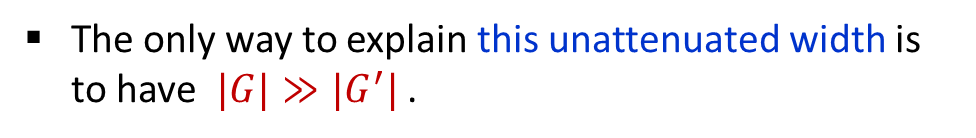 ▪ The only way to explain this unattenuated width is
to have |G| ≫ |G′| .